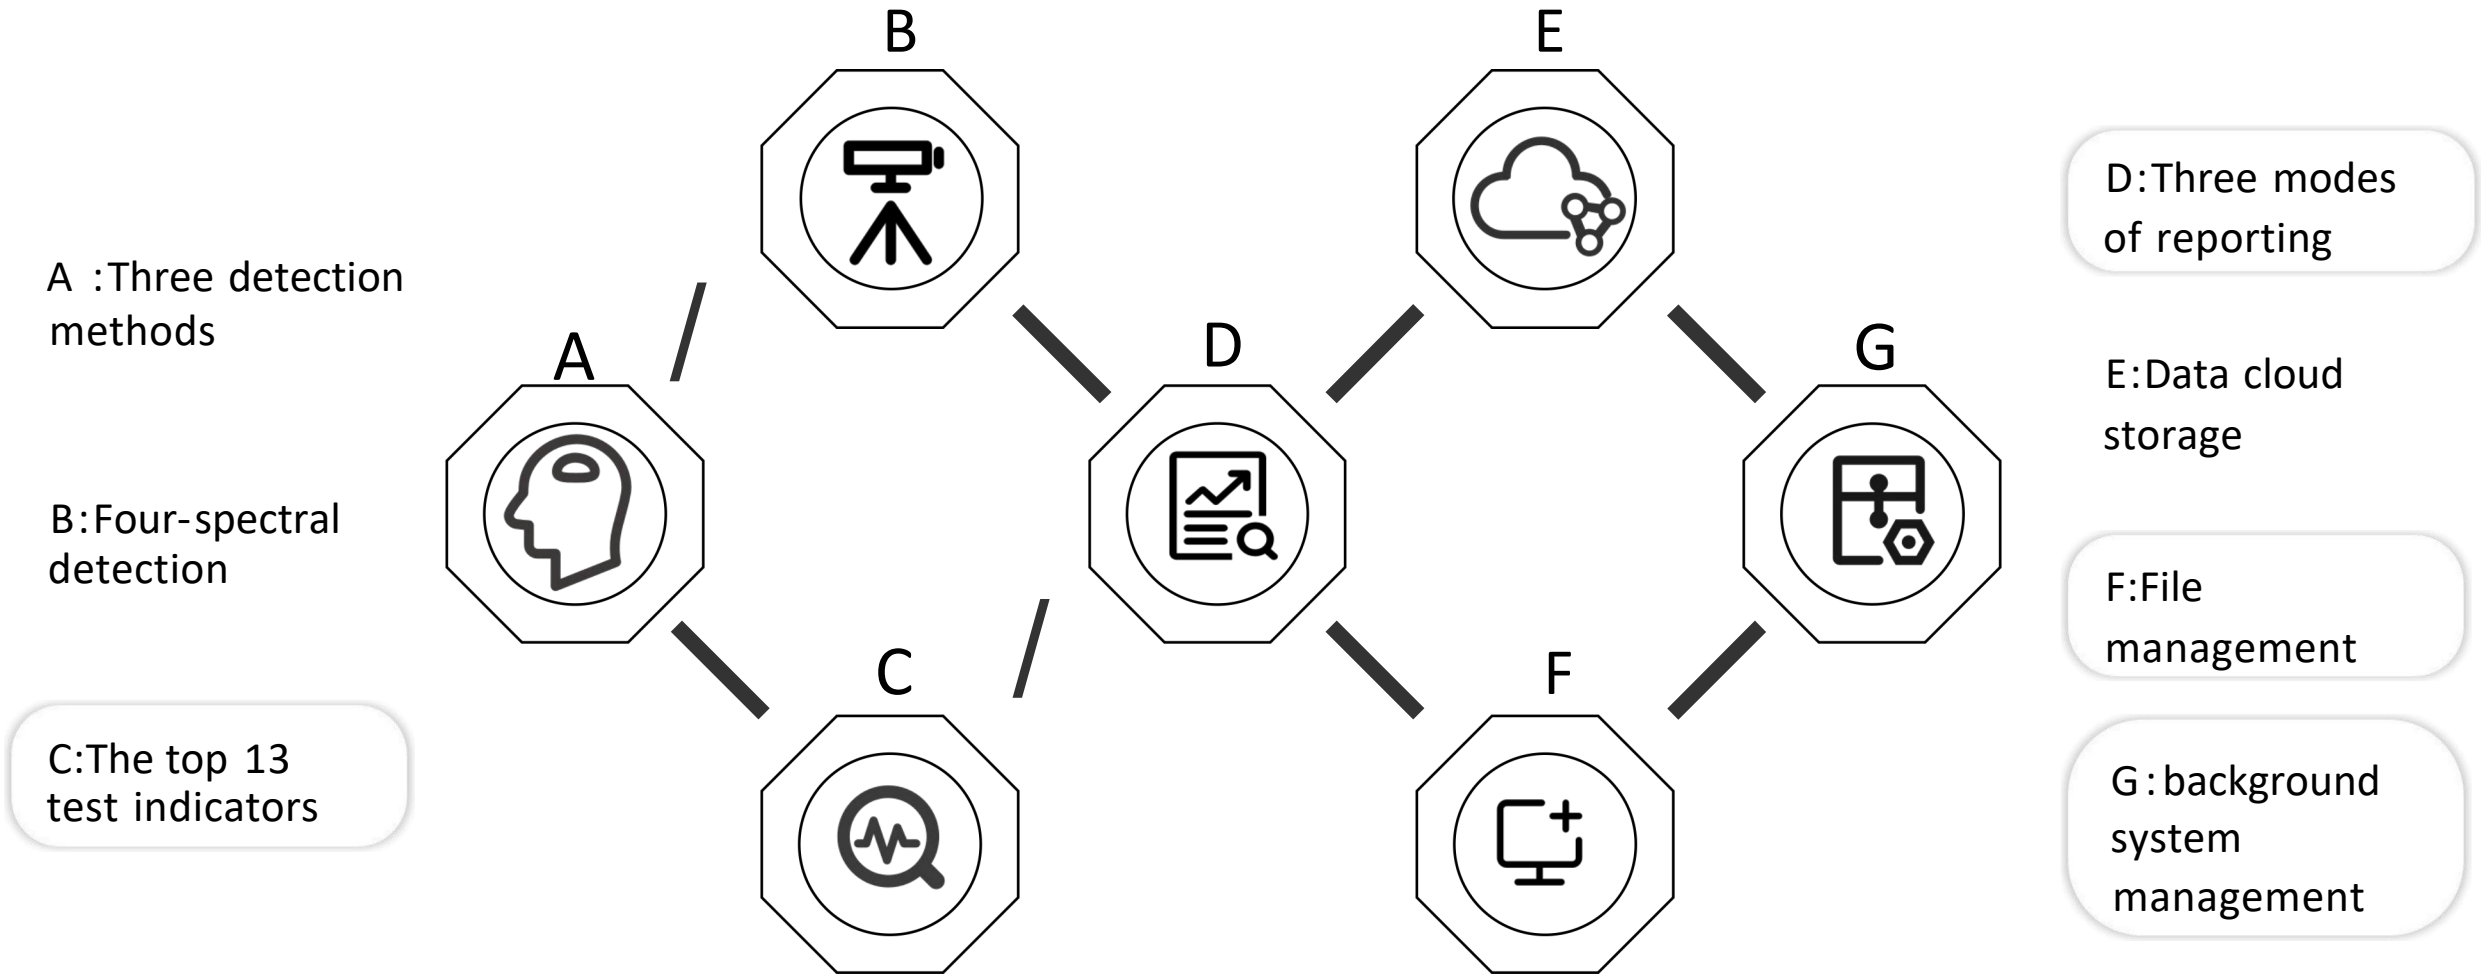 B
E
A :Three detection
methods
A
B:Four-spectral
detection
C:The top 13
test indicators
C
D
F
G
D:Three modes
of reporting
E:Data cloud
storage
F:File
management
G:background
system
management